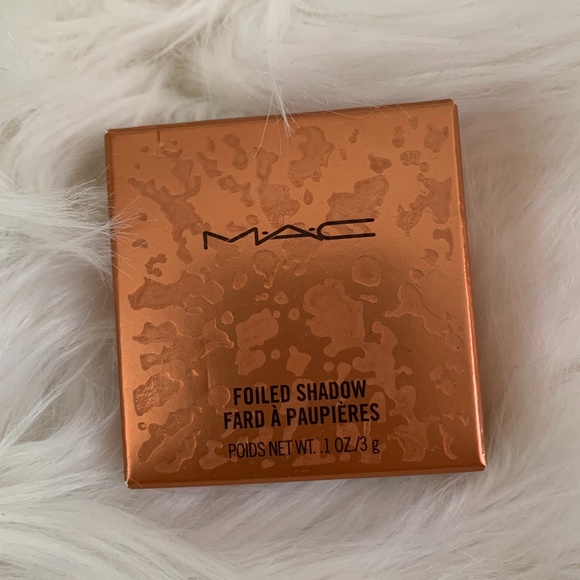 M·A·C
FOILED SHADOW
FARD À PAUPIÈRES
POIDS NET WT. .1 OZ./3 g